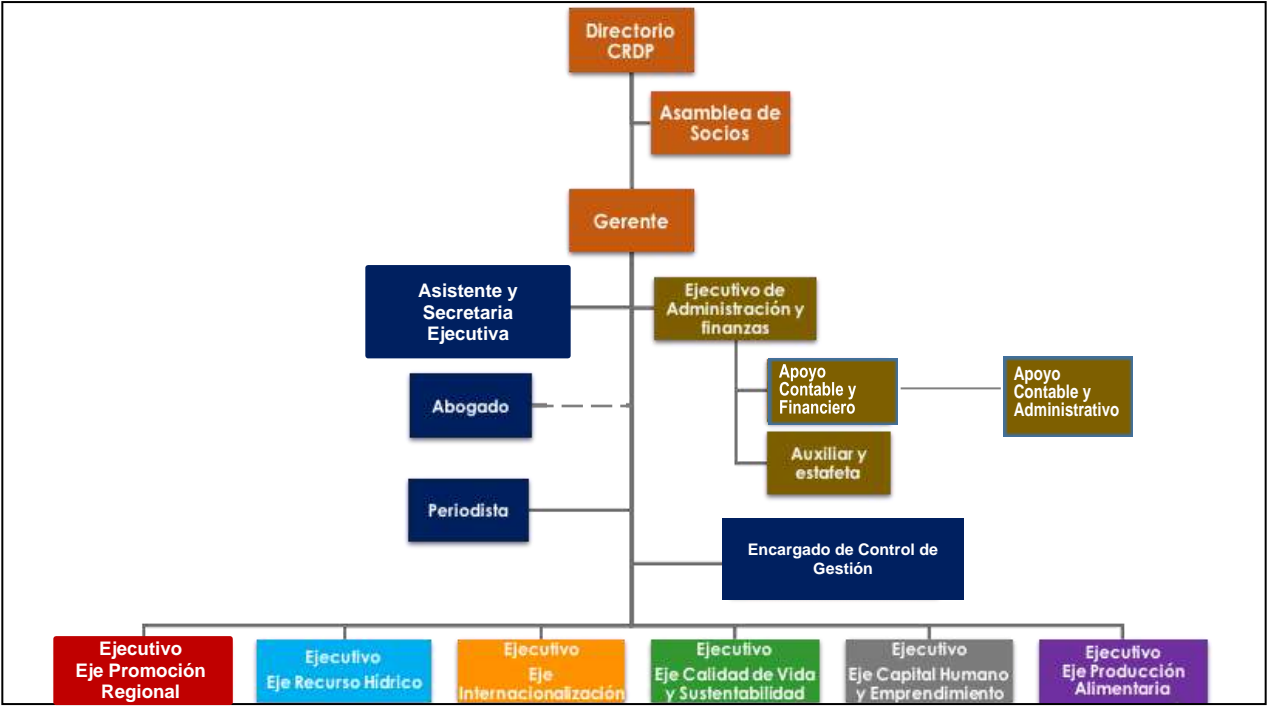 Directorio
CRDP
Asamblea de
Socios
Gerente
Asistente y
Secretaria
Ejecutiva
Ejecutivo de
Administración y
finanzas
Apoyo
Contable y
Financiero
Apoyo
Contable y
Administrativo
Abogado
Auxiliar y
estafeta
Periodista
Encargado de Control de
Gestión
Ejecutivo
Eje Promoción
Regional
Ejecutivo
Eje Recurso Hídrico
Ejecutivo
Eje
Internacionalización
Ejecutivo
Eje Calidad de Vida
y Sustentabilidad
Ejecutivo
Eje Capital Humano
y Emprendimiento
Ejecutivo
Eje Producción
Alimentaria